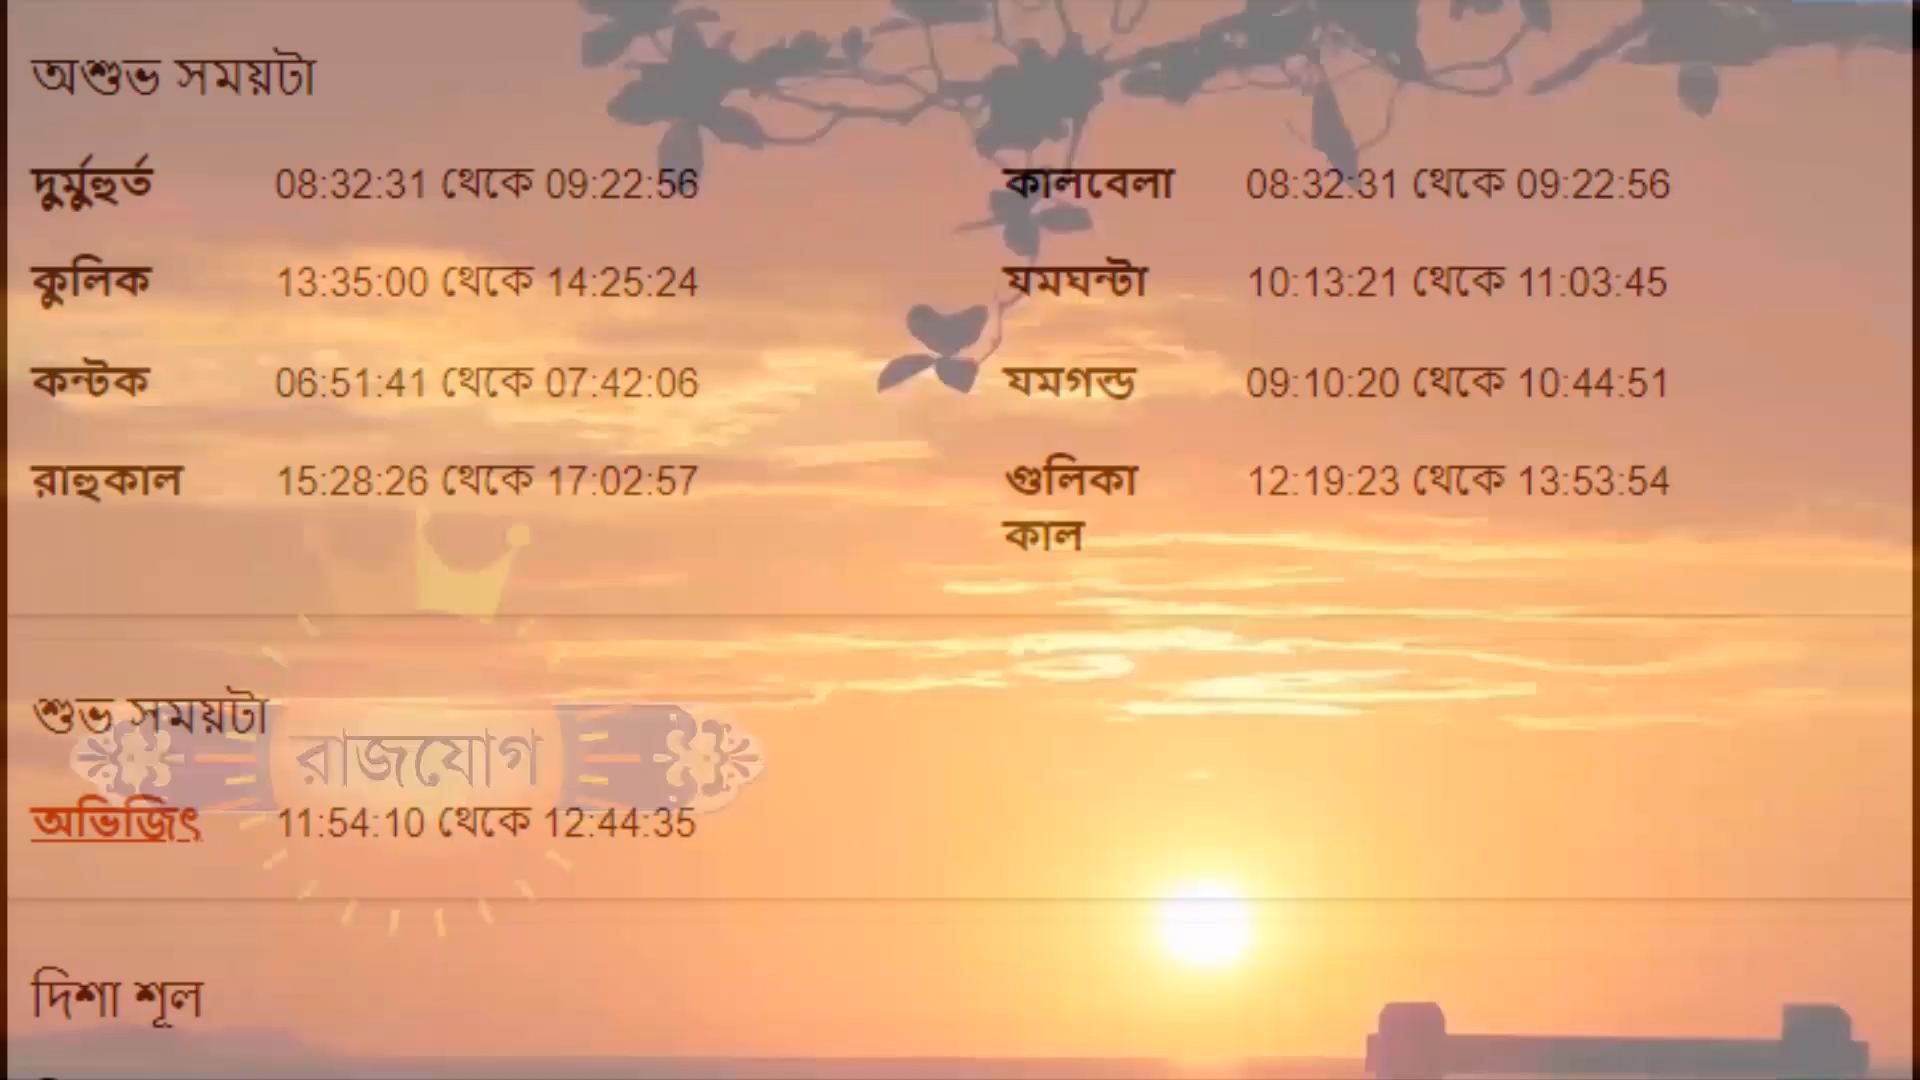 অশুভ সময়টা
দুর্মুহুর্ত 08:32:31 থেকে 09:22:56 কালবেলা 08:32:31 থেকে 09:22:56
কুলিক 13:35:00 থেকে 14:25:24 যমঘন্টা 10:13:21 থেকে 11:03:45
কন্টক 06:51:41 থেকে 07:42:06 যমগন্ড 09:10:20 থেকে 10:44:51
রাহুকাল 15:28:26 থেকে 17:02:57 গুলিকা 12:19:23 থেকে 13:53:54
কাল
শুভ সময়টা
রাজযোগ
অভিজিৎ 11:54:10 থেকে 12:44:35
দিশা শূল